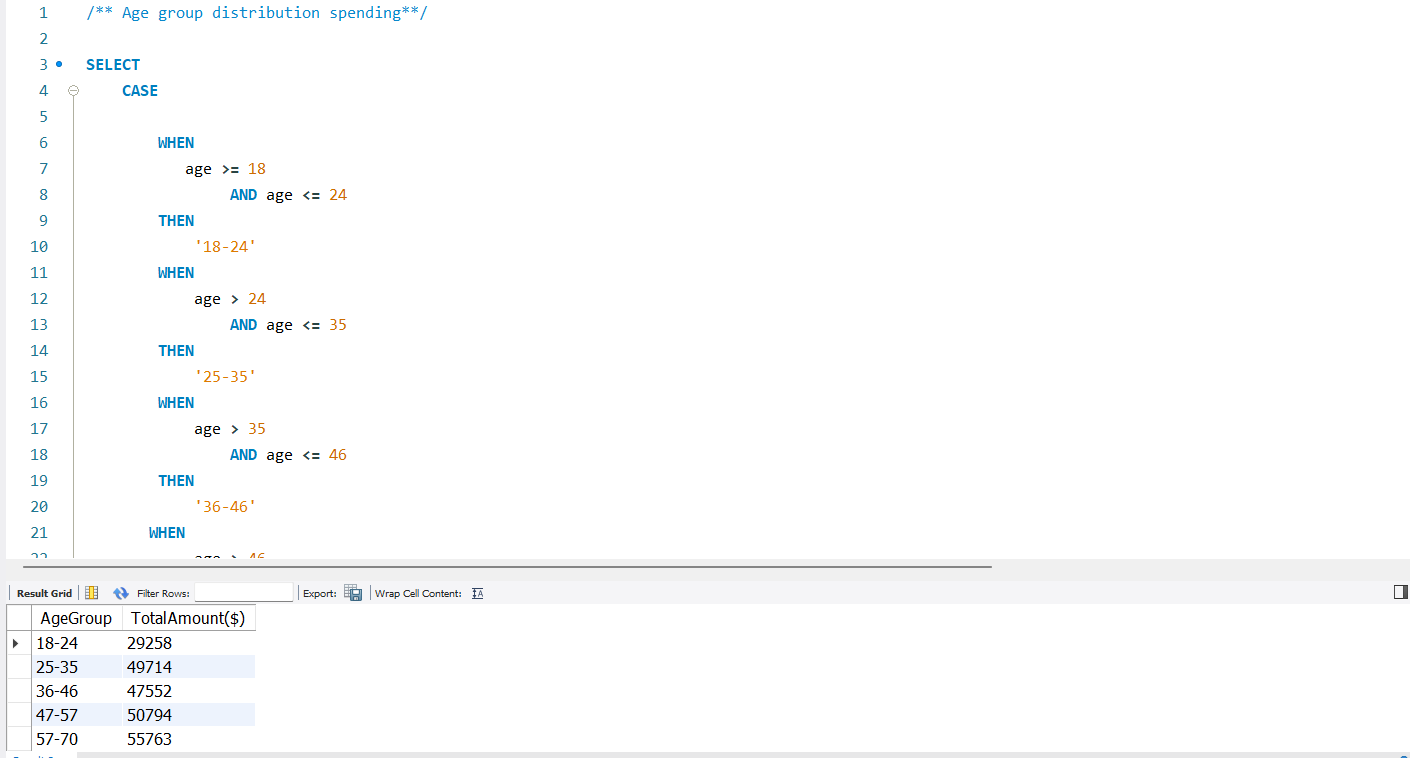 1 /** Age group distribution spending**/
2
3 SELECT
4 CASE
5
6 WHEN
7 age >= 18
8 AND age <= 24
9 THEN
10 '18-24'
11 WHEN
12 age > 24
13 AND age <= 35
14 THEN
15 '25-35'
16 WHEN
17 age > 35
18 AND age <= 46
19 THEN
20 '36-46'
21 WHEN
22 age > 46
Result Grid Filter Rows: Export: Wrap Cell Content: IA
AgeGroup TotalAmount($)
18-24 29258
25-35 49714
36-46 47552
47-57 50794
57-70 55763